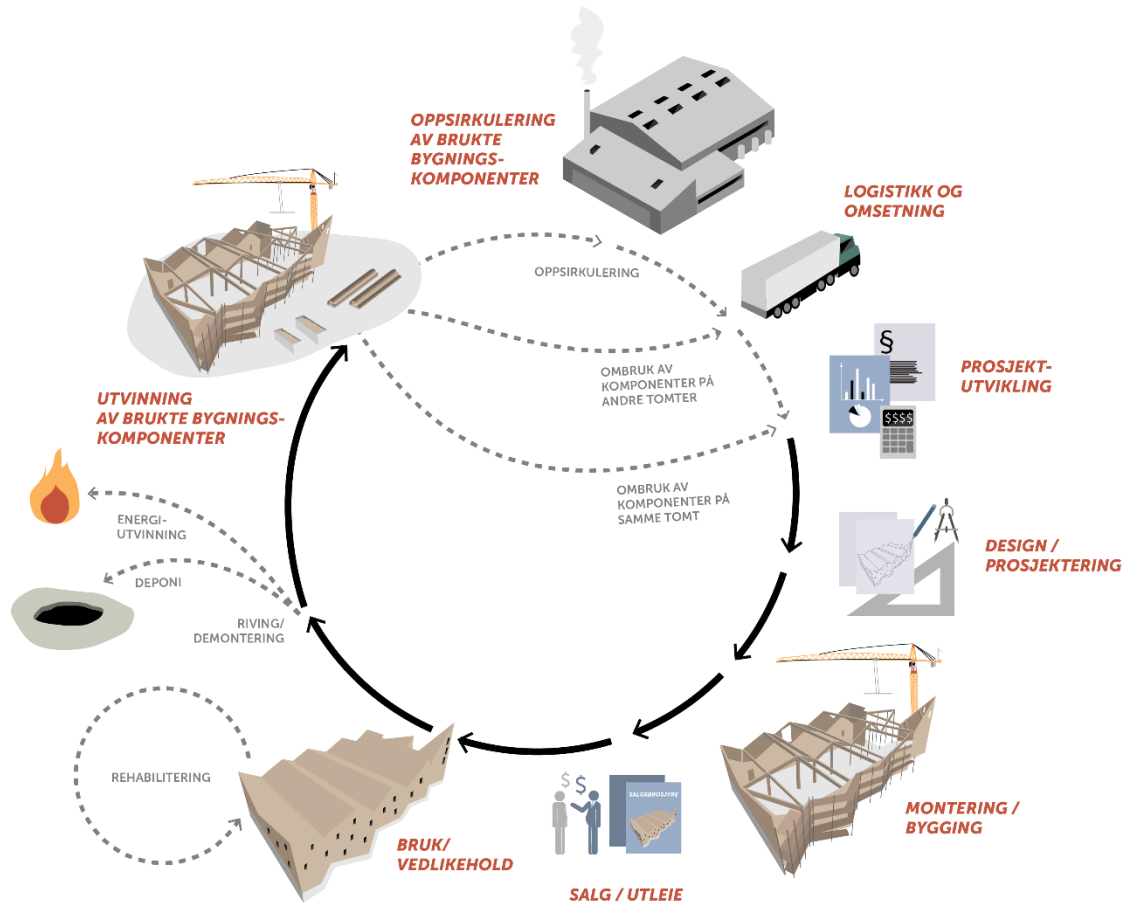 OPPSIRKULERING
AV BRUKTE
BYGNINGS-
KOMPONENTER
LOGISTIKK OG
OMSETNING
OPPSIRKULERING
§
PROSJEKT-
UTVIKLING
$$$$
OMBRUK AV
KOMPONENTER PÅ
ANDRE TOMTER
UTVINNING
AV BRUKTE BYGNINGS-
KOMPONENTER
OMBRUK AV
KOMPONENTER PÅ
SAMME TOMT
ENERGI-
UTVINNING
DESIGN /
PROSJEKTERING
DEPONI
RIVING/
DEMONTERING
REHABILITERING
$ $
SALGSBROSJYRE
MONTERING /
BYGGING
BRUK/
VEDLIKEHOLD
SALG / UTLEIE